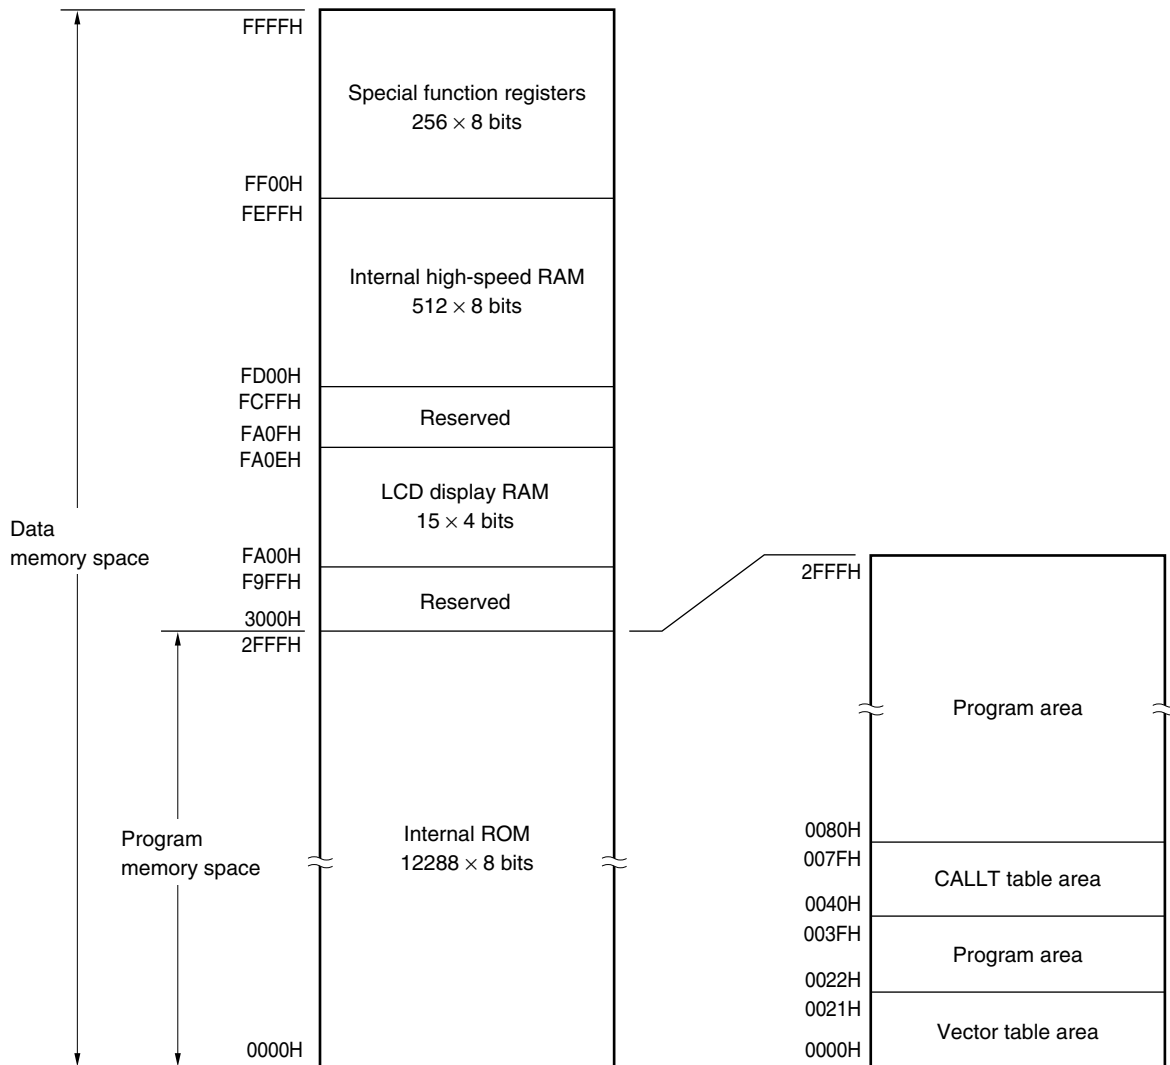 FFFFH
Special function registers
256 × 8 bits
FF00H
FEFFH
Internal high-speed RAM
512 × 8 bits
FD00H
FCFFH
Reserved
FA0FH
FA0EH
LCD display RAM
15 × 4 bits
Data
memory space
FA00H
F9FFH
Reserved
3000H
2FFFH
Program
memory space
Internal ROM
12288 × 8 bits
0000H
2FFFH
Program area
0080H
007FH
CALLT table area
0040H
003FH
Program area
0022H
0021H
Vector table area
0000H